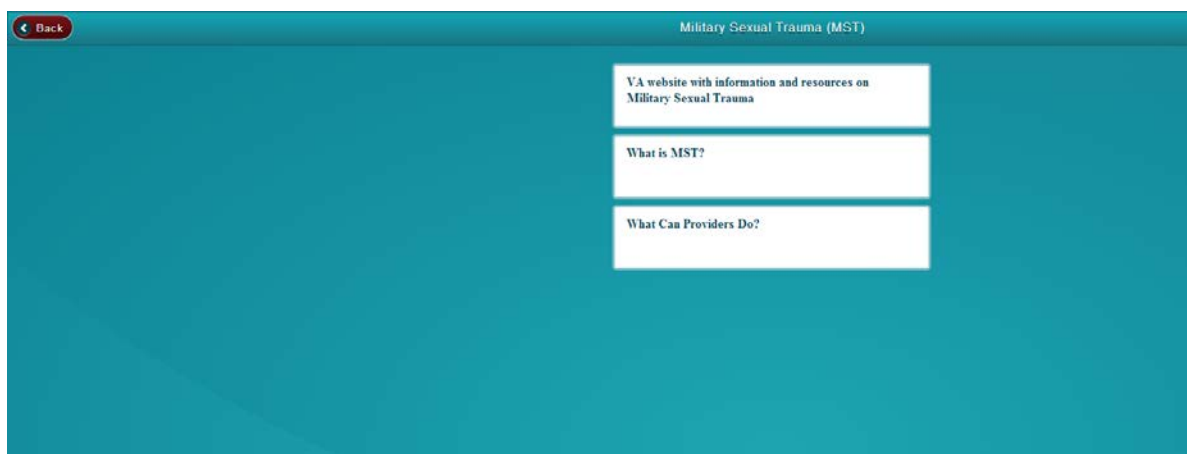 Back
Military Sexual Trauma (MST)
VA website with information and resources on
Military Sexual Trauma
What is MST?
What Can Providers Do?